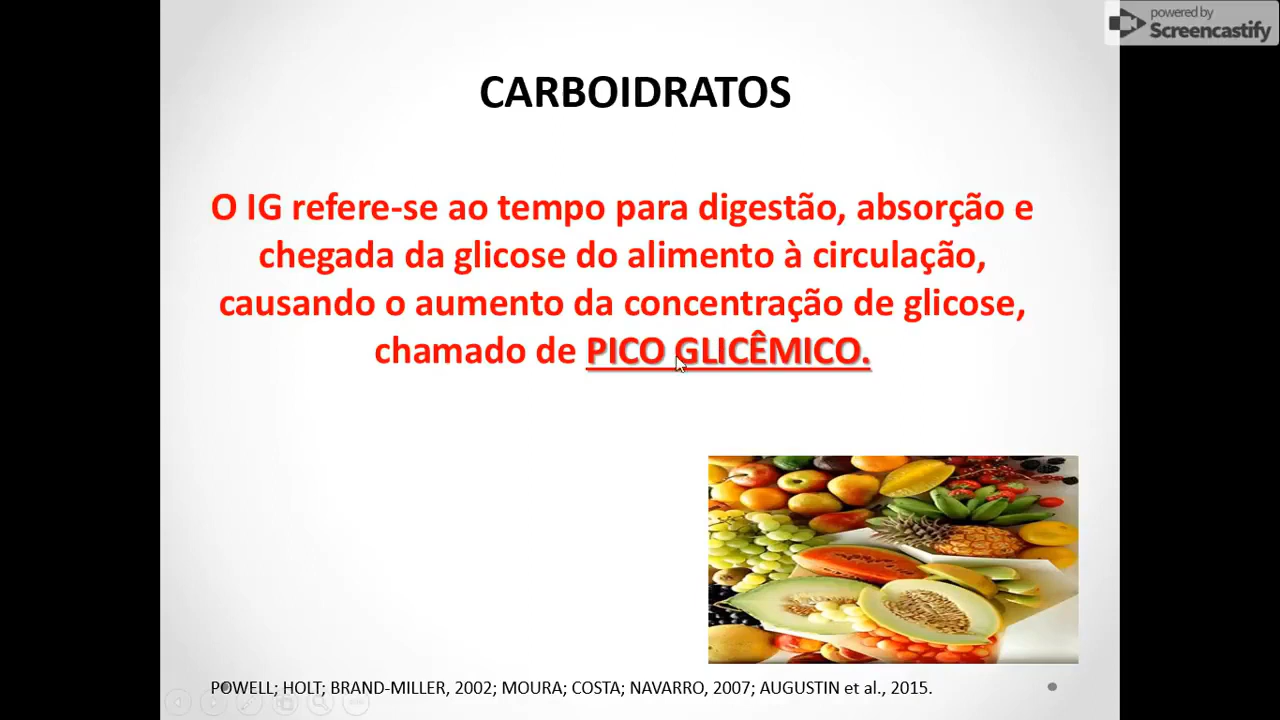 powered by
Screencastify
CARBOIDRATOS
O IG refere-se ao tempo para digestão, absorção e
chegada da glicose do alimento à circulação,
causando o aumento da concentração de glicose,
chamado de PICO GLICÊMICO.
POWELL; HOLT; BRAND-MILLER, 2002; MOURA; COSTA; NAVARRO, 2007; AUGUSTIN et al., 2015.